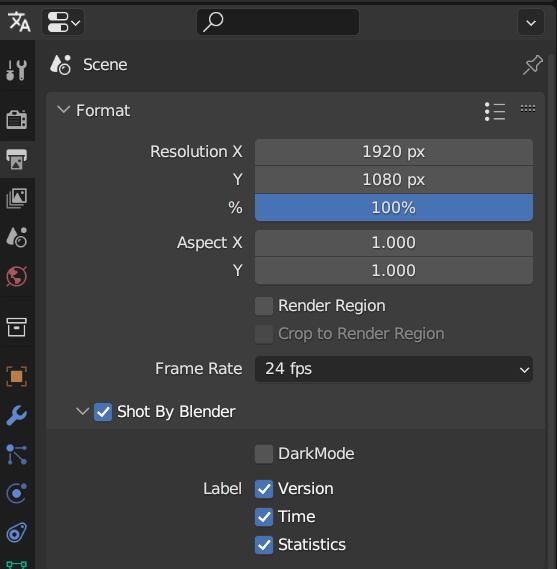 Scene
Format
Resolution X 1920 px
Y 1080 px
% 100%
Aspect X 1.000
Y 1.000
Render Region
Crop to Render Region
Frame Rate 24 fps
Shot By Blender
DarkMode
Label Version
Time
Statistics